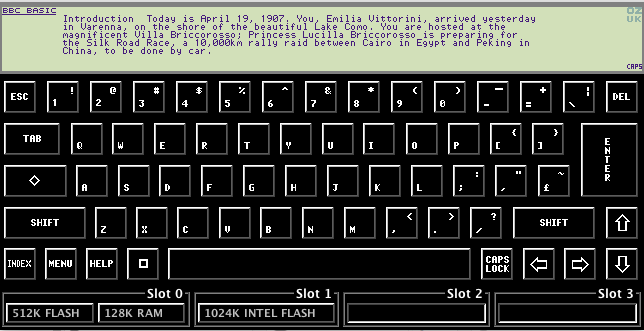 BBC BASIC
OZ
UK
Introduction  Today is April 19, 1907. You, Emilia Vittorini, arrived yesterday
in Varenna, on the shore of the beautiful Lake Como. You are hosted at the
magnificent Villa Briccorosso; Princess Lucilla Briccorosso is preparing for
the Silk Road Race, a 10,000km rally raid between Cairo in Egypt and Peking in
China, to be done by car.
CAPS
ESC ! 1 @ 2 # 3 $ 4 % 5 ^ 6 & 7 * 8 ( 9 ) 0 _ - + = ¦ \ DEL
TAB Q W E R T Y U I O P { [ } ] ENTER
◇ A S D F G H J K L : ; " ' ~ £
SHIFT Z X C V B N M < , > . ? / SHIFT ⇧
INDEX MENU HELP □ CAPS LOCK ⇦ ⇨ ⇩
Slot 0 Slot 1 Slot 2 Slot 3
512K FLASH 128K RAM 1024K INTEL FLASH